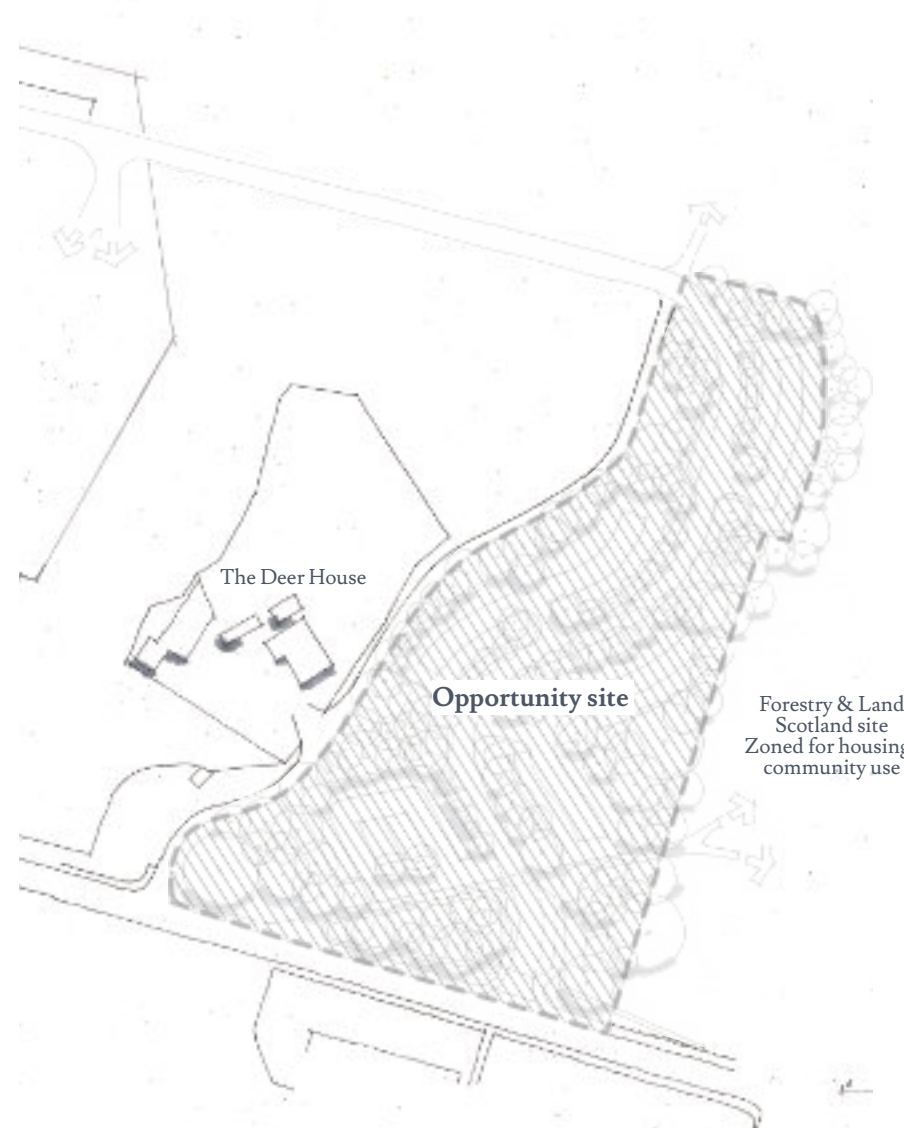 The Deer House
Opportunity site
Forestry & Land
Scotland site
Zoned for housing
community use